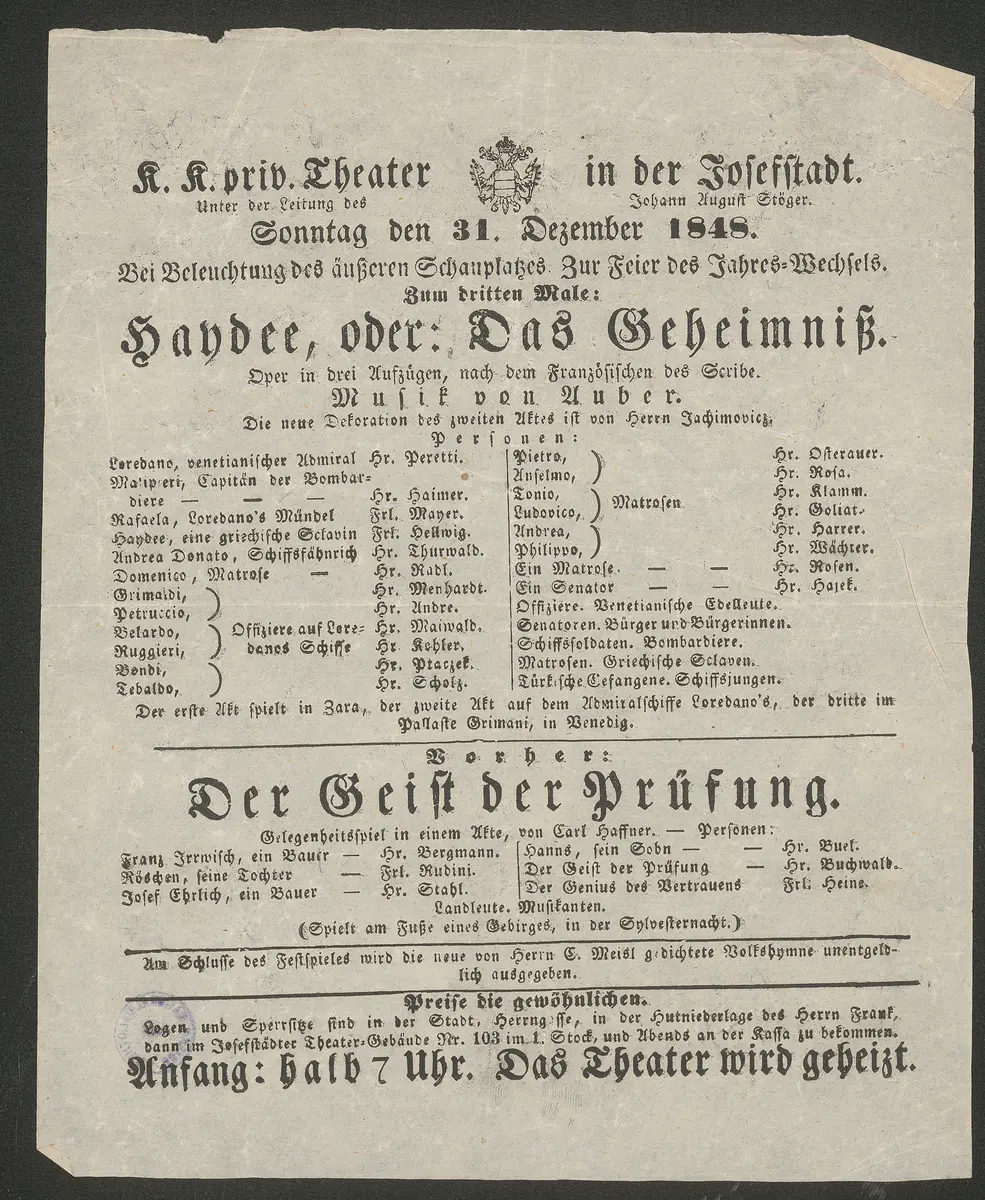 K. K. priv. Theater in der Josefstadt.
Unter der Leitung des Johann August Stöger.
Sonntag den 31. Dezember 1848.
Bei Beleuchtung des äußeren Schauplatzes. Zur Feier des Jahres-Wechsels.
Zum dritten Male:
Haydee, oder: Das Geheimniß.
Oper in drei Aufzügen, nach dem Französischen des Scribe.
Musik von Auber.
Die neue Dekoration des zweiten Aktes ist von Herrn Jachimovicz.
Personen:
Loredano, venetianischer Admiral Hr. Peretti.
Malipieri, Capitän der Bombar-
diere — — — Hr. Haimer.
Rafaela, Loredano's Mündel Frl. Mayer.
Haydee, eine griechische Sclavin Frl. Hellwig.
Andrea Donato, Schiffsfähnrich Hr. Thurwald.
Domenico, Matrose — Hr. Radl.
Grimaldi, Hr. Menhardt.
Petruccio, Hr. Andre.
Belardo, Offiziere auf Lore- Hr. Maiwald.
Ruggieri, danos Schiffe Hr. Kohler.
Bondi, Hr. Ptaczek.
Tebaldo, Hr. Scholz.
Pietro, Hr. Osterauer.
Anselmo, Hr. Rosa.
Tonio, Matrosen Hr. Klamm.
Ludovico, Hr. Goliat.
Andrea, Hr. Harrer.
Philippo, Hr. Wächter.
Ein Matrose. — — Hr. Rosen.
Ein Senator — — Hr. Hajek.
Offiziere. Venetianische Edelleute.
Senatoren. Bürger und Bürgerinnen.
Schiffssoldaten. Bombardiere.
Matrosen. Griechische Sclaven.
Türkische Gefangene. Schiffsjungen.
Der erste Akt spielt in Zara, der zweite Akt auf dem Admiralschiffe Loredano's, der dritte im
Pallaste Grimani, in Venedig.
Vorher:
Der Geist der Prüfung.
Gelegenheitsspiel in einem Akte, von Carl Haffner. — Personen:
Franz Irrwisch, ein Bauer — Hr. Bergmann.
Röschen, seine Tochter — Frl. Rudini.
Josef Ehrlich, ein Bauer — Hr. Stahl.
Hanns, sein Sohn — — Hr. Buel.
Der Geist der Prüfung — Hr. Buchwald.
Der Genius des Vertrauens Frl. Heine.
Landleute. Musikanten.
(Spielt am Fuße eines Gebirges, in der Sylvesternacht.)
Am Schlusse des Festspieles wird die neue von Herrn C. Meisl gedichtete Volkshymne unentgeld-
lich ausgegeben.
Preise die gewöhnlichen.
Logen und Sperrsitze sind in der Stadt, Herrngasse, in der Hutniederlage des Herrn Frank,
dann im Josefstädter Theater-Gebäude Nr. 103 im 1. Stock, und Abends an der Kassa zu bekommen.
Anfang: halb 7 Uhr. Das Theater wird geheizt.